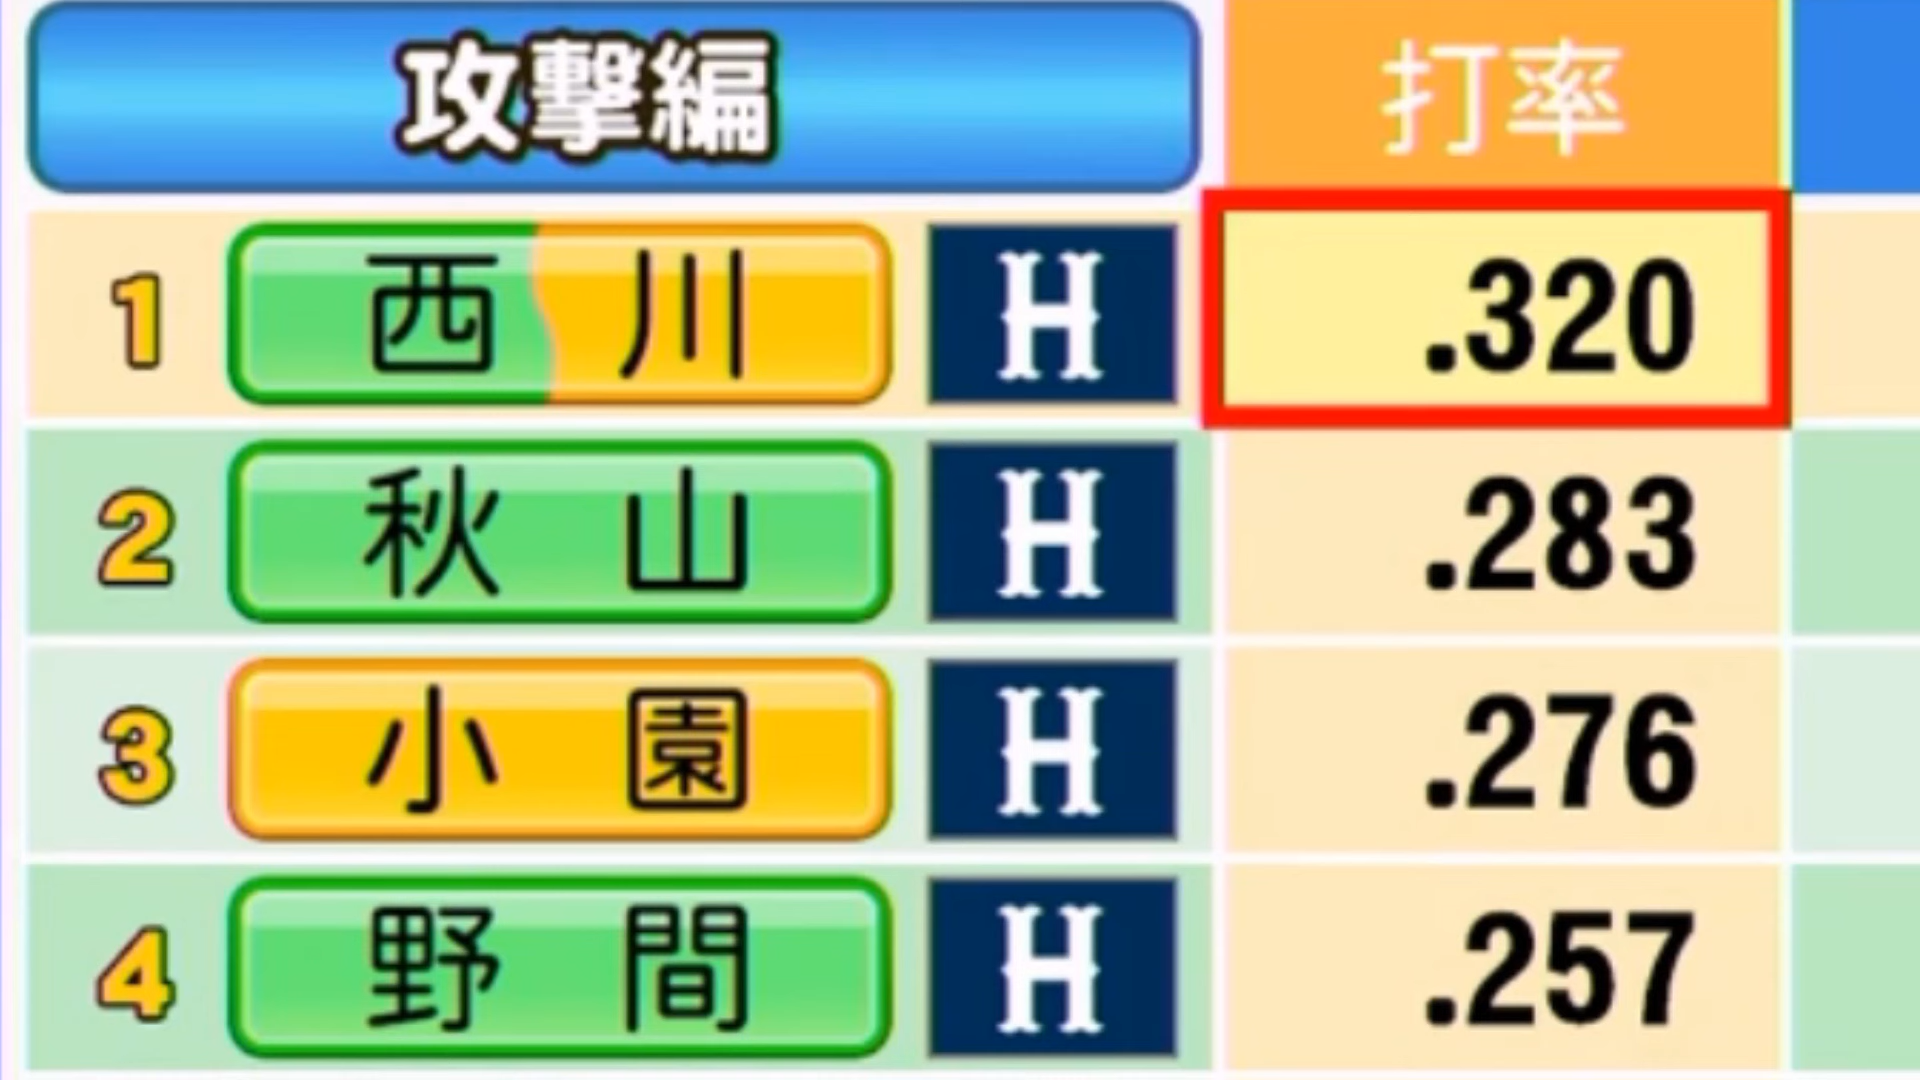 攻撃編 打率
1 西川 H .320
2 秋山 H .283
3 小園 H .276
4 野間 H .257